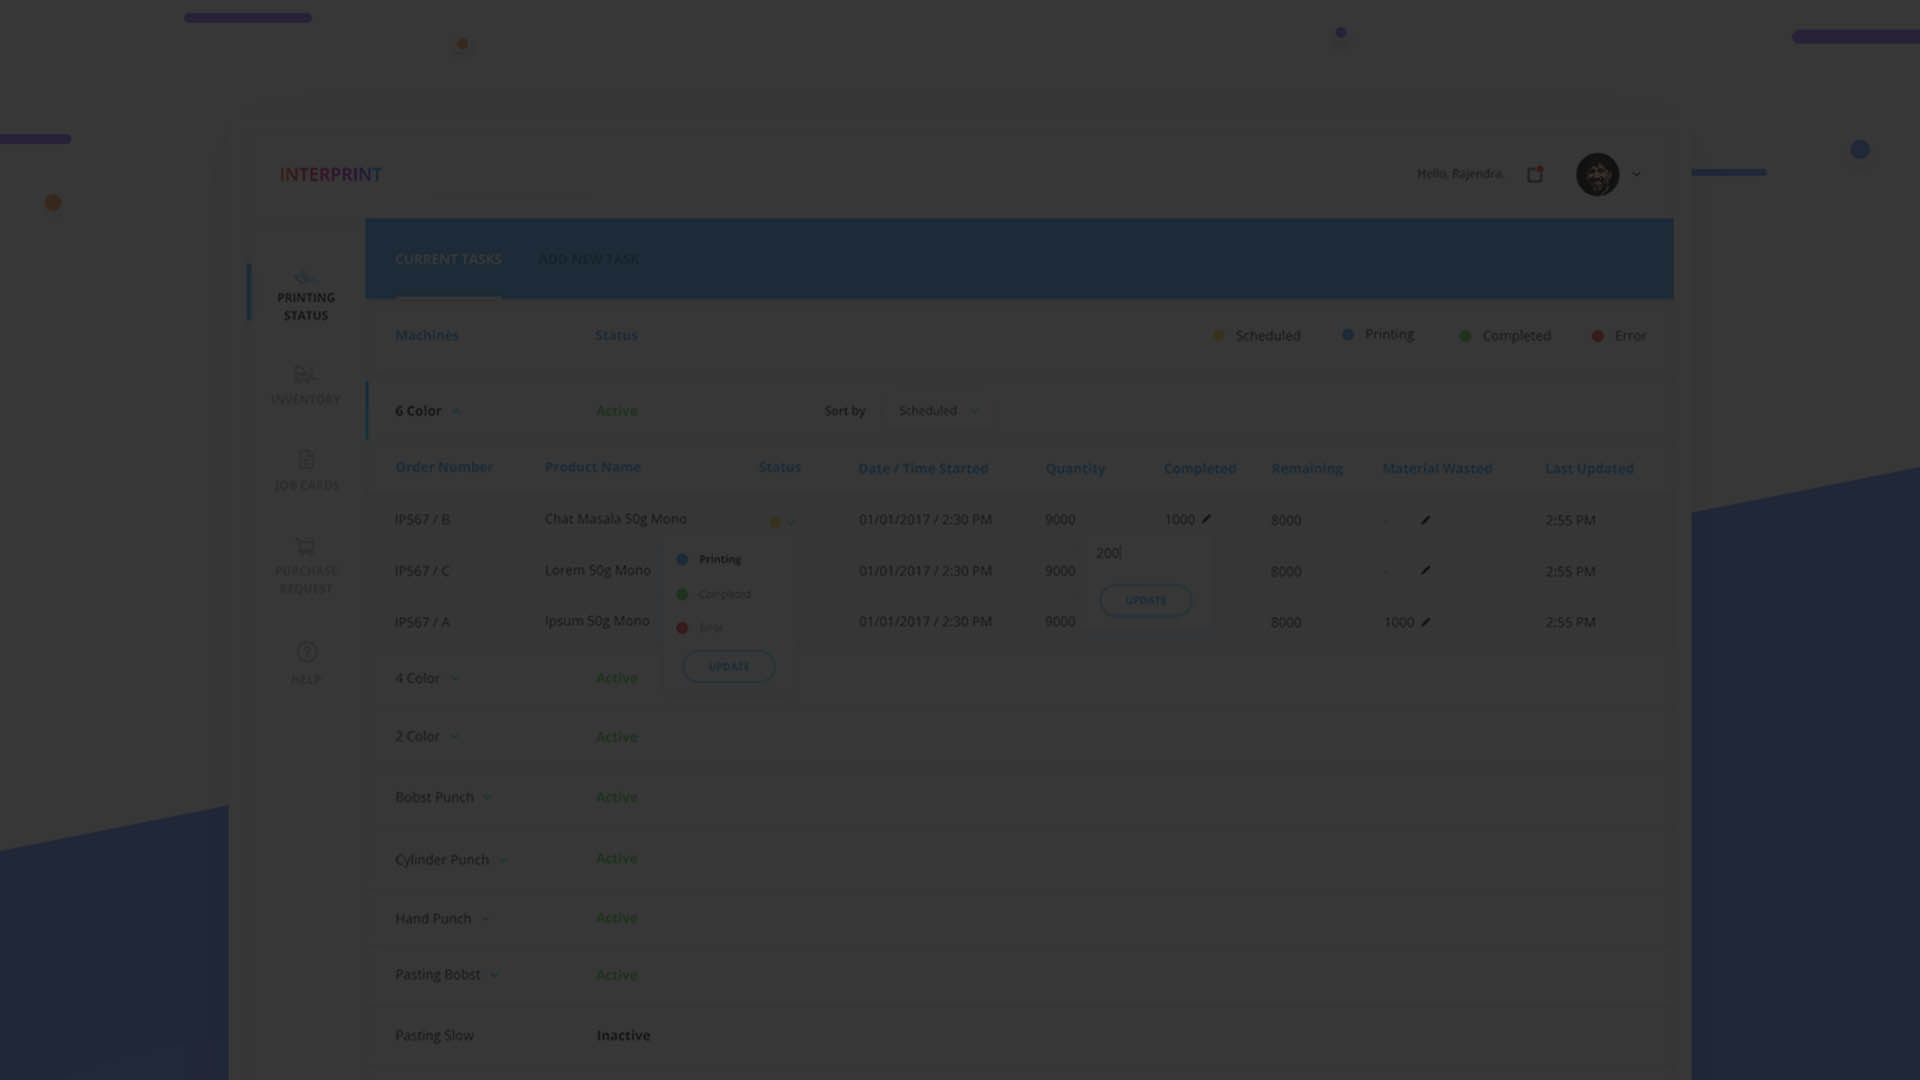 INTERPRINT
Hello, Rajendra.
CURRENT TASKS ADD NEW TASK
PRINTING
STATUS
INVENTORY
JOB CARDS
PURCHASE
REQUEST
HELP
Machines Status Scheduled Printing Completed Error
6 Color Active Sort by Scheduled
Order Number Product Name Status Date / Time Started Quantity Completed Remaining Material Wasted Last Updated
IP567 / B Chat Masala 50g Mono 01/01/2017 / 2:30 PM 9000 1000 8000 - 2:55 PM
Printing
200
IP567 / C Lorem 50g Mono 01/01/2017 / 2:30 PM 9000 8000 - 2:55 PM
Completed
UPDATE
IP567 / A Ipsum 50g Mono 01/01/2017 / 2:30 PM 9000 8000 1000 2:55 PM
Error
UPDATE
4 Color Active
2 Color Active
Bobst Punch Active
Cylinder Punch Active
Hand Punch Active
Pasting Bobst Active
Pasting Slow Inactive